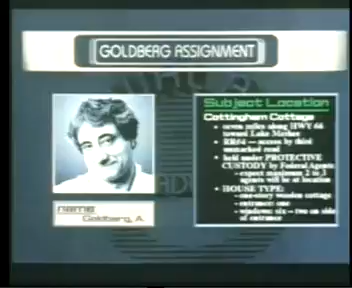 GOLDBERG ASSIGNMENT
NAME
Goldberg, A.
Subject Location
Cottingham Cottage
• seven miles along HWY 66
toward Lake
• RR#4 — access by third
unmarked road
• held under PROTECTIVE
CUSTODY by Federal Agents
– expect maximum 2 to 3
agents will be at location
• HOUSE TYPE:
– one-story wooden cottage
– entrance: one
– windows: six – two on side
of entrance